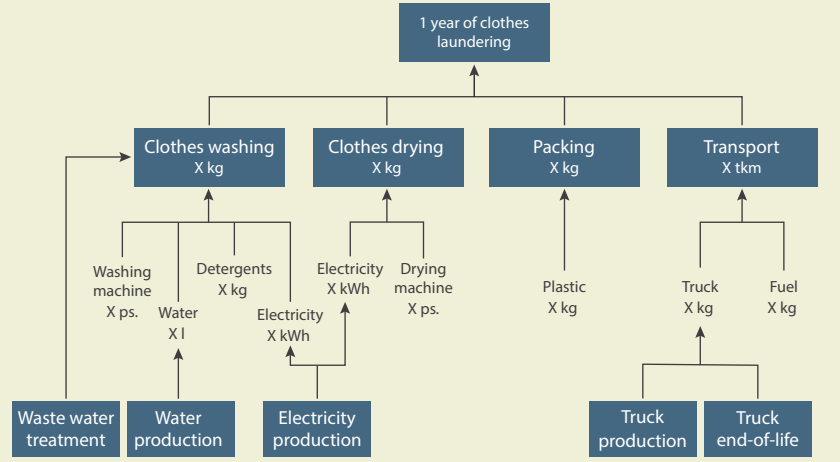 1 year of clothes
laundering
Clothes washing
X kg
Clothes drying
X kg
Packing
X kg
Transport
X tkm
Washing
machine
X ps.
Water
X l
Detergents
X kg
Electricity
X kWh
Electricity
X kWh
Drying
machine
X ps.
Plastic
X kg
Truck
X kg
Fuel
X kg
Waste water
treatment
Water
production
Electricity
production
Truck
production
Truck
end-of-life